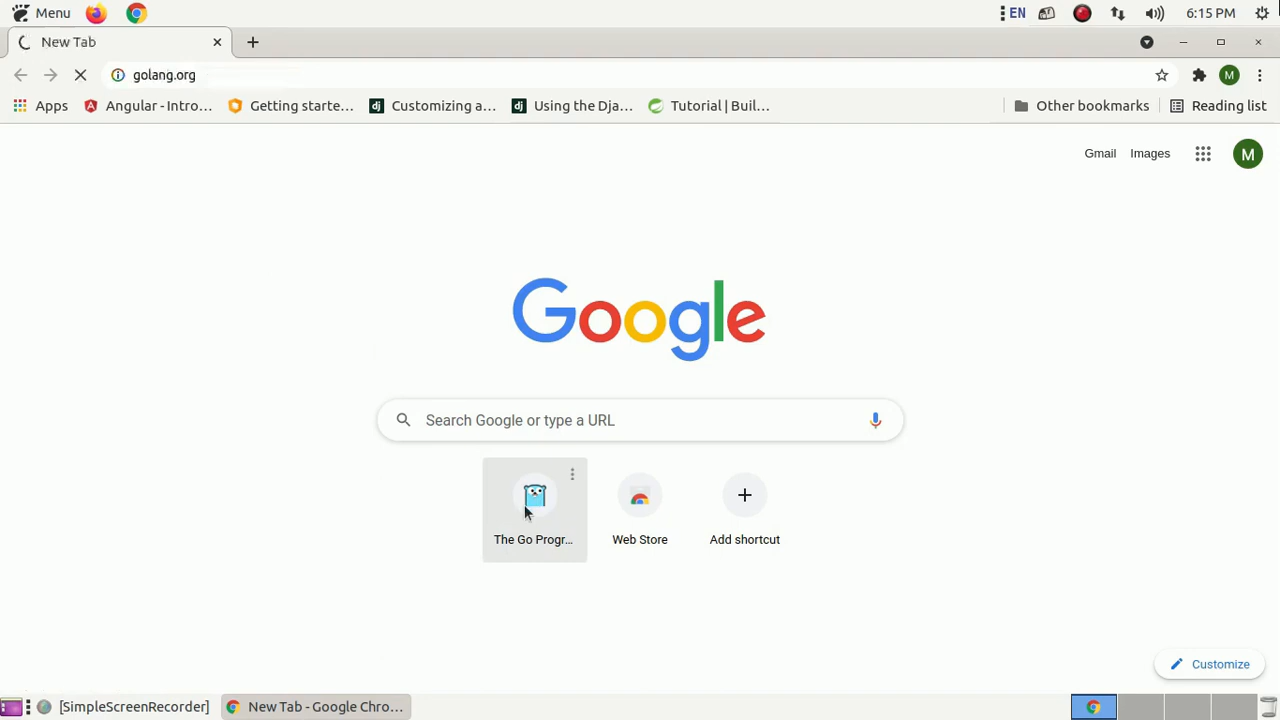 Menu
EN
6:15 PM
New Tab
golang.org
M
Apps
Angular - Intro...
Getting starte...
Customizing a...
Using the Dja...
Tutorial | Buil...
Other bookmarks
Reading list
Gmail
Images
M
Google
Search Google or type a URL
The Go Progr...
Web Store
Add shortcut
Customize
[SimpleScreenRecorder]
New Tab - Google Chro...